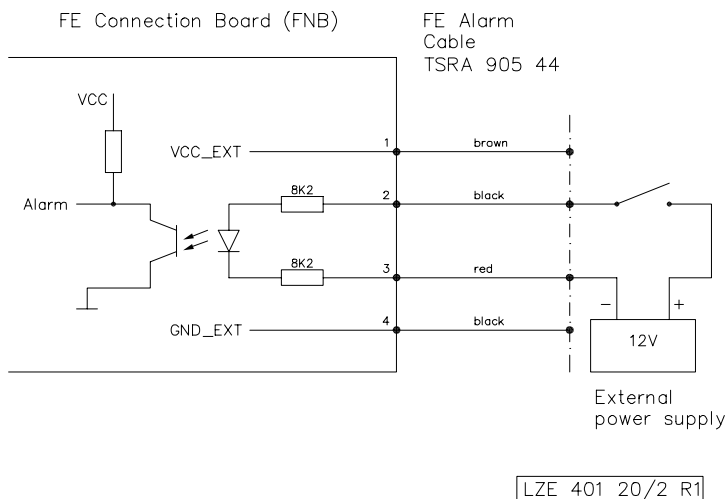 FE Connection Board (FNB)
FE Alarm
Cable
TSRA 905 44
VCC
VCC_EXT
1
brown
8K2
2
black
Alarm
8K2
3
red
GND_EXT
4
black
− +
12V
External
power supply
LZE 401 20/2 R1